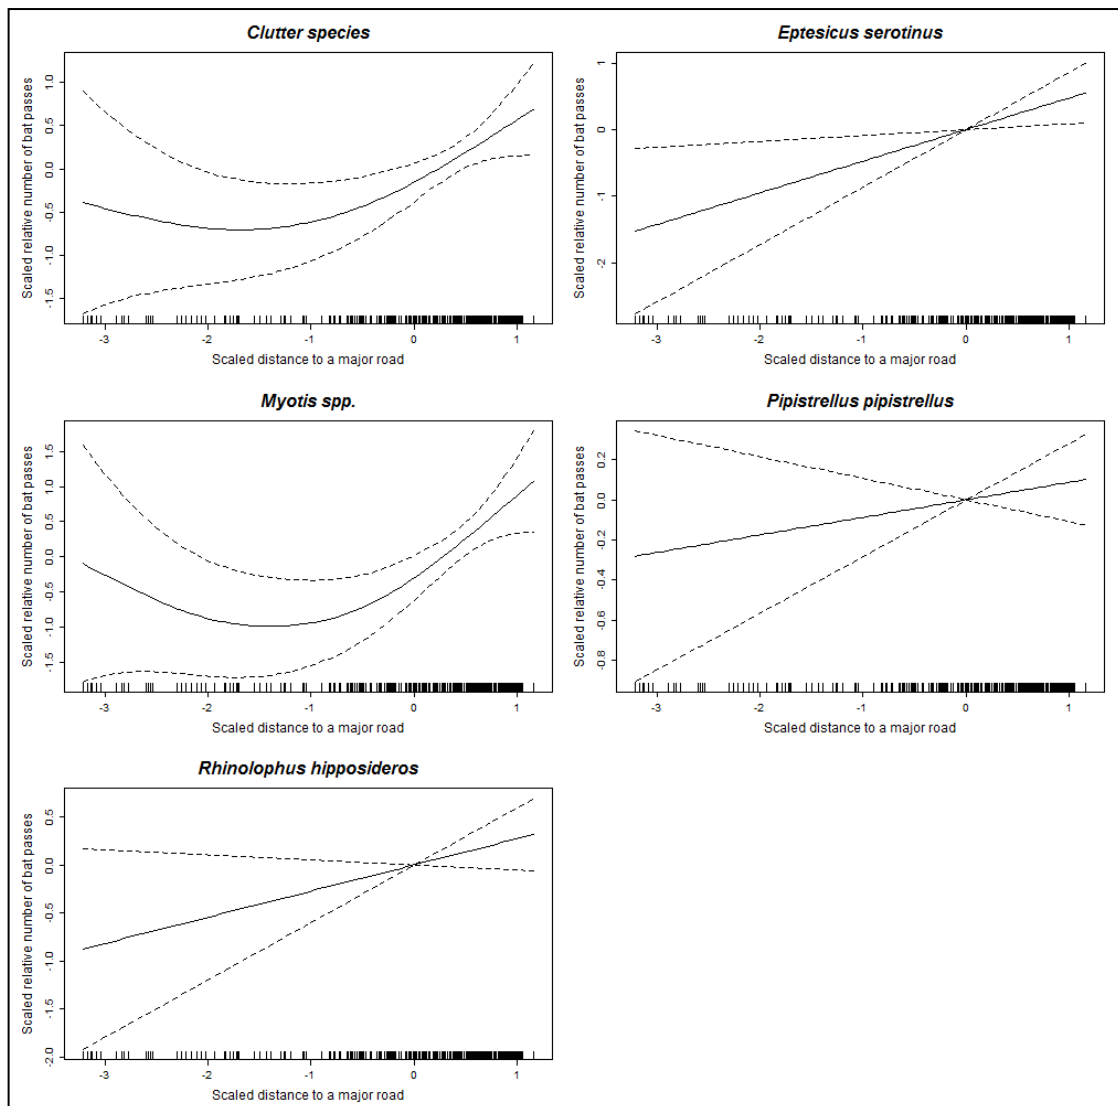 Clutter species
Scaled relative number of bat passes
1.0
0.5
0.0
-0.5
-1.0
-1.5
-3 -2 -1 0 1
Scaled distance to a major road
Eptesicus serotinus
Scaled relative number of bat passes
1
0
-1
-2
-3 -2 -1 0 1
Scaled distance to a major road
Myotis spp.
Scaled relative number of bat passes
1.5
1.0
0.5
0.0
-0.5
-1.0
-1.5
-3 -2 -1 0 1
Scaled distance to a major road
Pipistrellus pipistrellus
Scaled relative number of bat passes
0.2
0.0
-0.2
-0.4
-0.6
-0.8
-3 -2 -1 0 1
Scaled distance to a major road
Rhinolophus hipposideros
Scaled relative number of bat passes
0.5
0.0
-0.5
-1.0
-1.5
-2.0
-3 -2 -1 0 1
Scaled distance to a major road